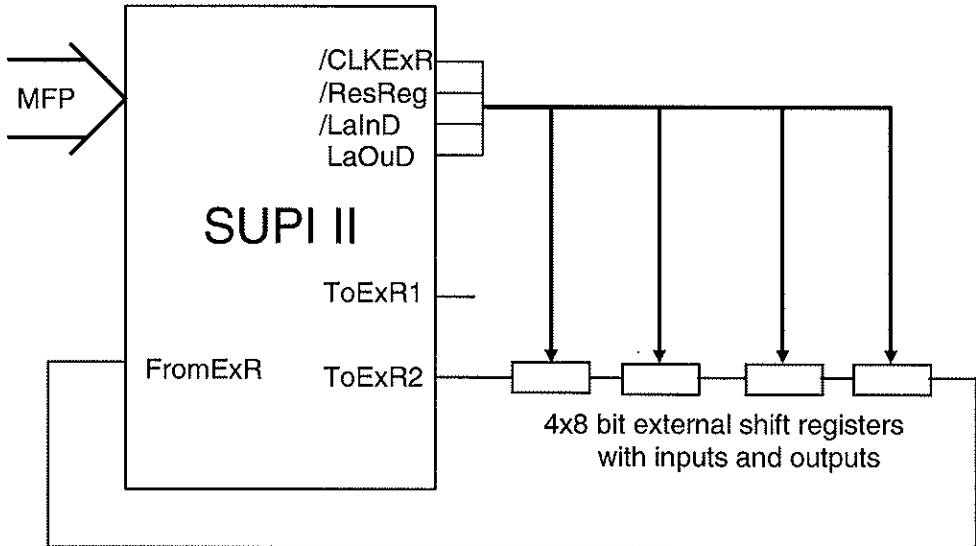 /CLKExR
MFP
/ResReg
/LaInD
LaOuD
SUPI II
ToExR1
FromExR
ToExR2
4x8 bit external shift registers
with inputs and outputs